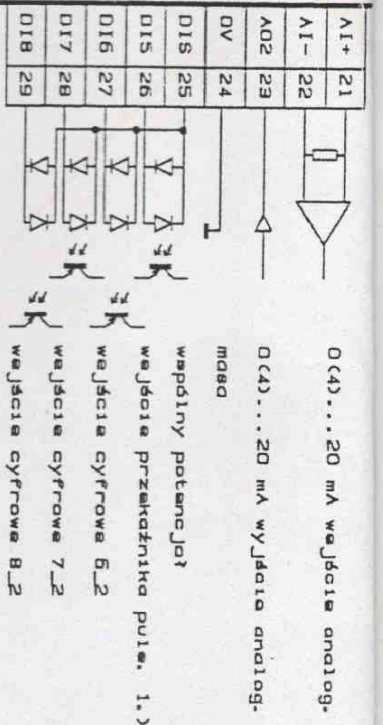 AI+ 21 0(4)...20 mA wejście analog.
AI- 22
AO2 23 0(4)...20 mA wyjście analog.
0V 24 masa
DIS 25 wspólny potencjał
DI5 26 wejście przekaźnika puls. 1.)
DI6 27 wejście cyfrowe 6_2
DI7 28 wejście cyfrowe 7_2
DI8 29 wejście cyfrowe 8_2